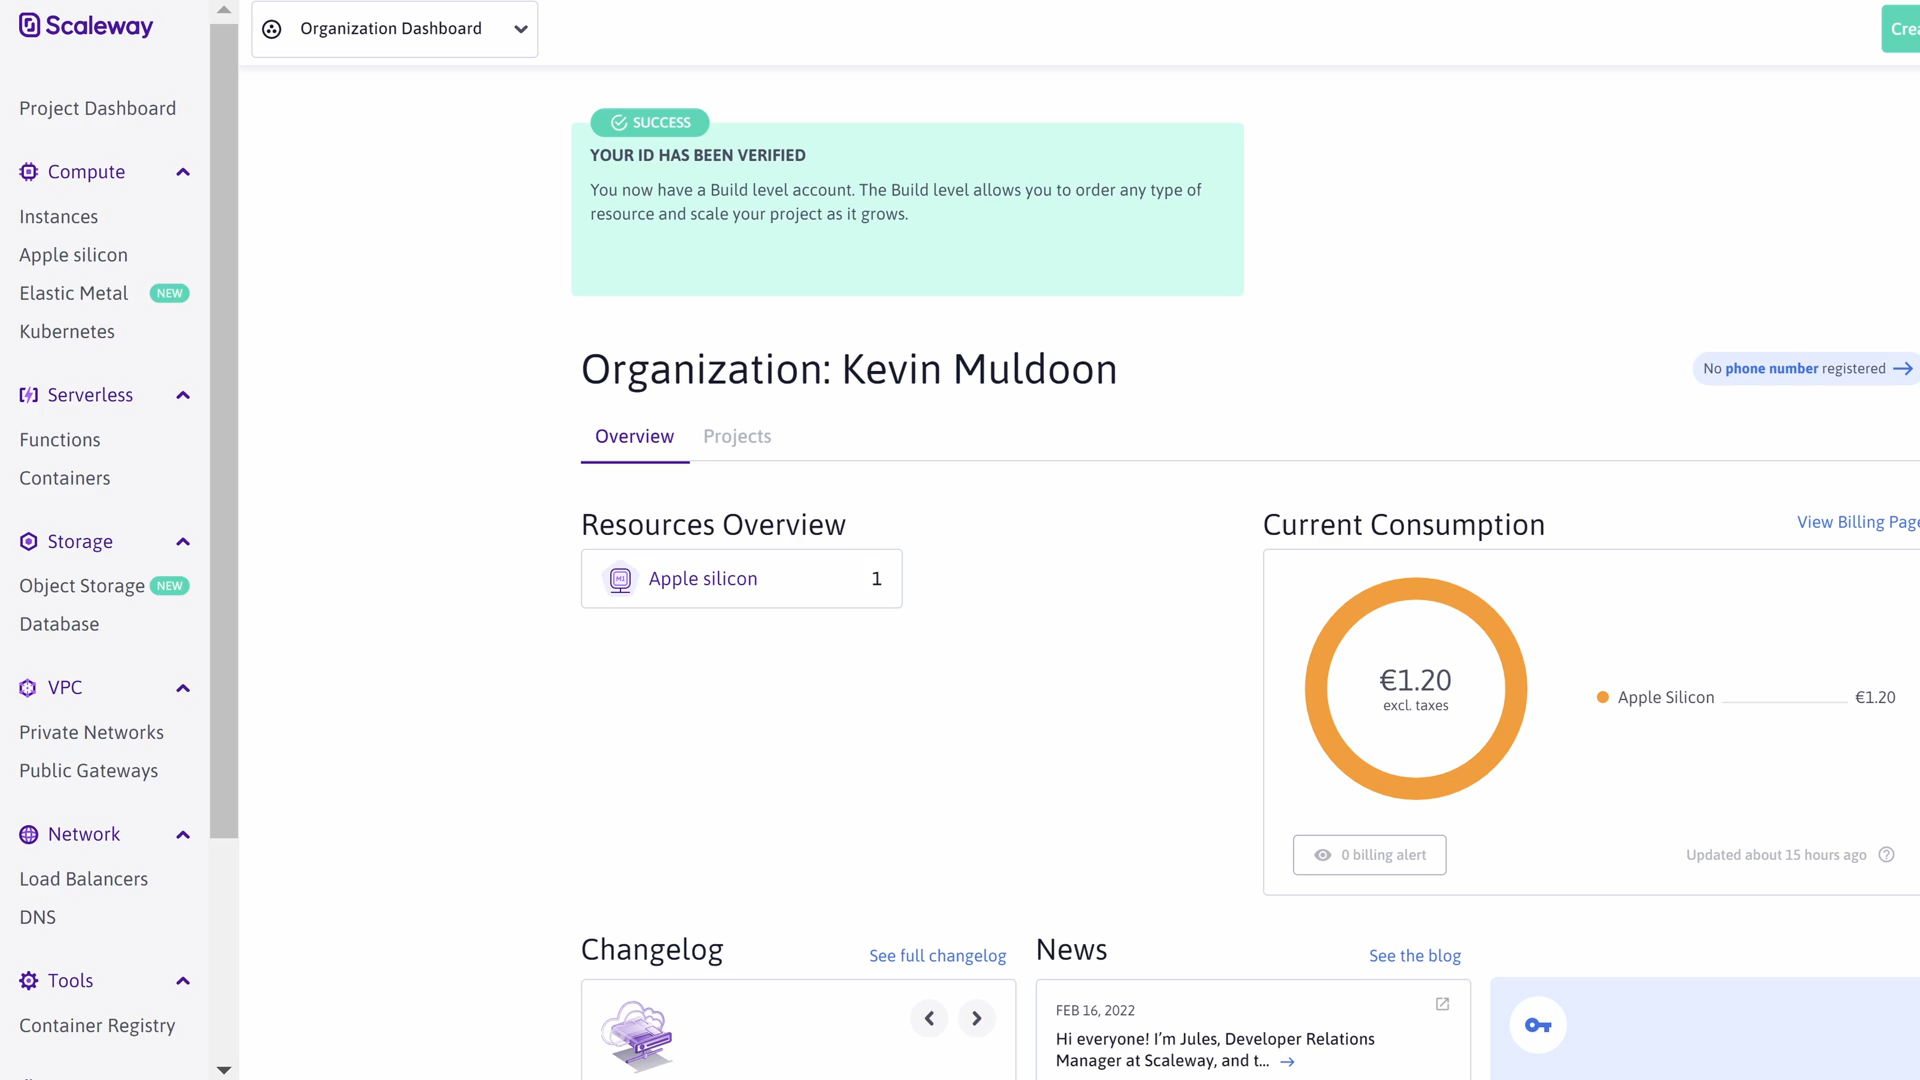 Scaleway
Organization Dashboard
Project Dashboard
Compute
Instances
Apple silicon
Elastic Metal NEW
Kubernetes
Serverless
Functions
Containers
Storage
Object Storage NEW
Database
VPC
Private Networks
Public Gateways
Network
Load Balancers
DNS
Tools
Container Registry
SUCCESS
YOUR ID HAS BEEN VERIFIED
You now have a Build level account. The Build level allows you to order any type of
resource and scale your project as it grows.
Organization: Kevin Muldoon
No phone number registered
Overview Projects
Resources Overview
M1 Apple silicon 1
Current Consumption
View Billing Page
€1.20
excl. taxes
Apple Silicon €1.20
0 billing alert
Updated about 15 hours ago
Changelog
See full changelog
News
See the blog
FEB 16, 2022
Hi everyone! I'm Jules, Developer Relations
Manager at Scaleway, and t...